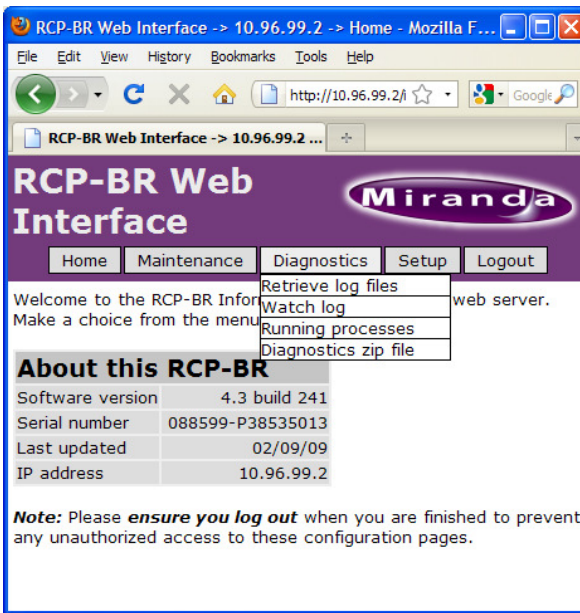 RCP-BR Web Interface -> 10.96.99.2 -> Home - Mozilla F...
File Edit View History Bookmarks Tools Help
http://10.96.99.2/i
Google
RCP-BR Web Interface -> 10.96.99.2 ...
RCP-BR Web
Interface
Miranda
Home Maintenance Diagnostics Setup Logout
Retrieve log files
Watch log
Running processes
Diagnostics zip file
Welcome to the RCP-BR Infor web server.
Make a choice from the menu
About this RCP-BR
Software version 4.3 build 241
Serial number 088599-P38535013
Last updated 02/09/09
IP address 10.96.99.2
Note: Please ensure you log out when you are finished to prevent
any unauthorized access to these configuration pages.